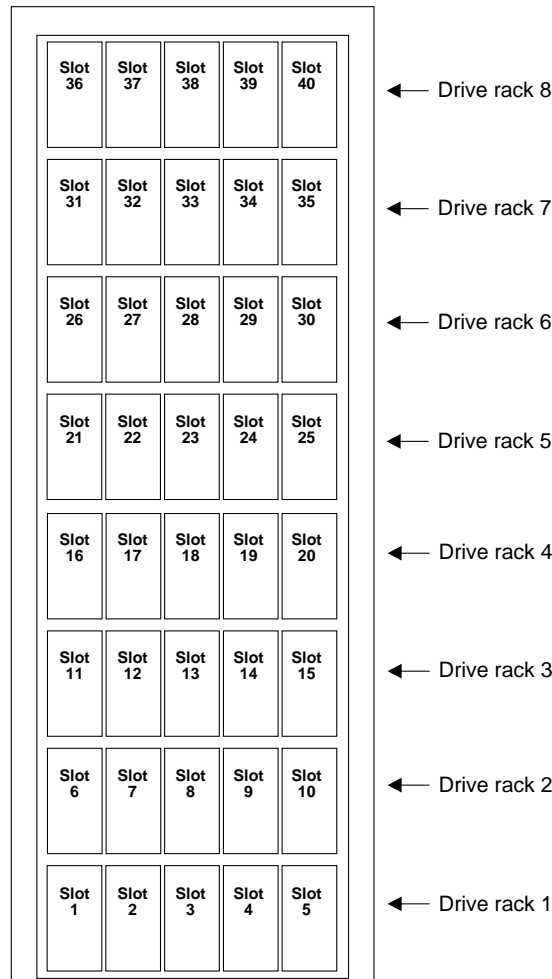 Slot Slot Slot Slot Slot
36 37 38 39 40
Drive rack 8
Slot Slot Slot Slot Slot
31 32 33 34 35
Drive rack 7
Slot Slot Slot Slot Slot
26 27 28 29 30
Drive rack 6
Slot Slot Slot Slot Slot
21 22 23 24 25
Drive rack 5
Slot Slot Slot Slot Slot
16 17 18 19 20
Drive rack 4
Slot Slot Slot Slot Slot
11 12 13 14 15
Drive rack 3
Slot Slot Slot Slot Slot
6 7 8 9 10
Drive rack 2
Slot Slot Slot Slot Slot
1 2 3 4 5
Drive rack 1